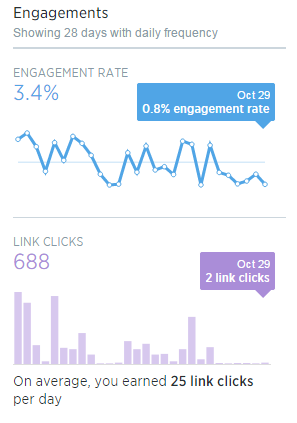 Engagements
Showing 28 days with daily frequency
ENGAGEMENT RATE
3.4%
Oct 29
0.8% engagement rate
LINK CLICKS
688
Oct 29
2 link clicks
On average, you earned 25 link clicks
per day